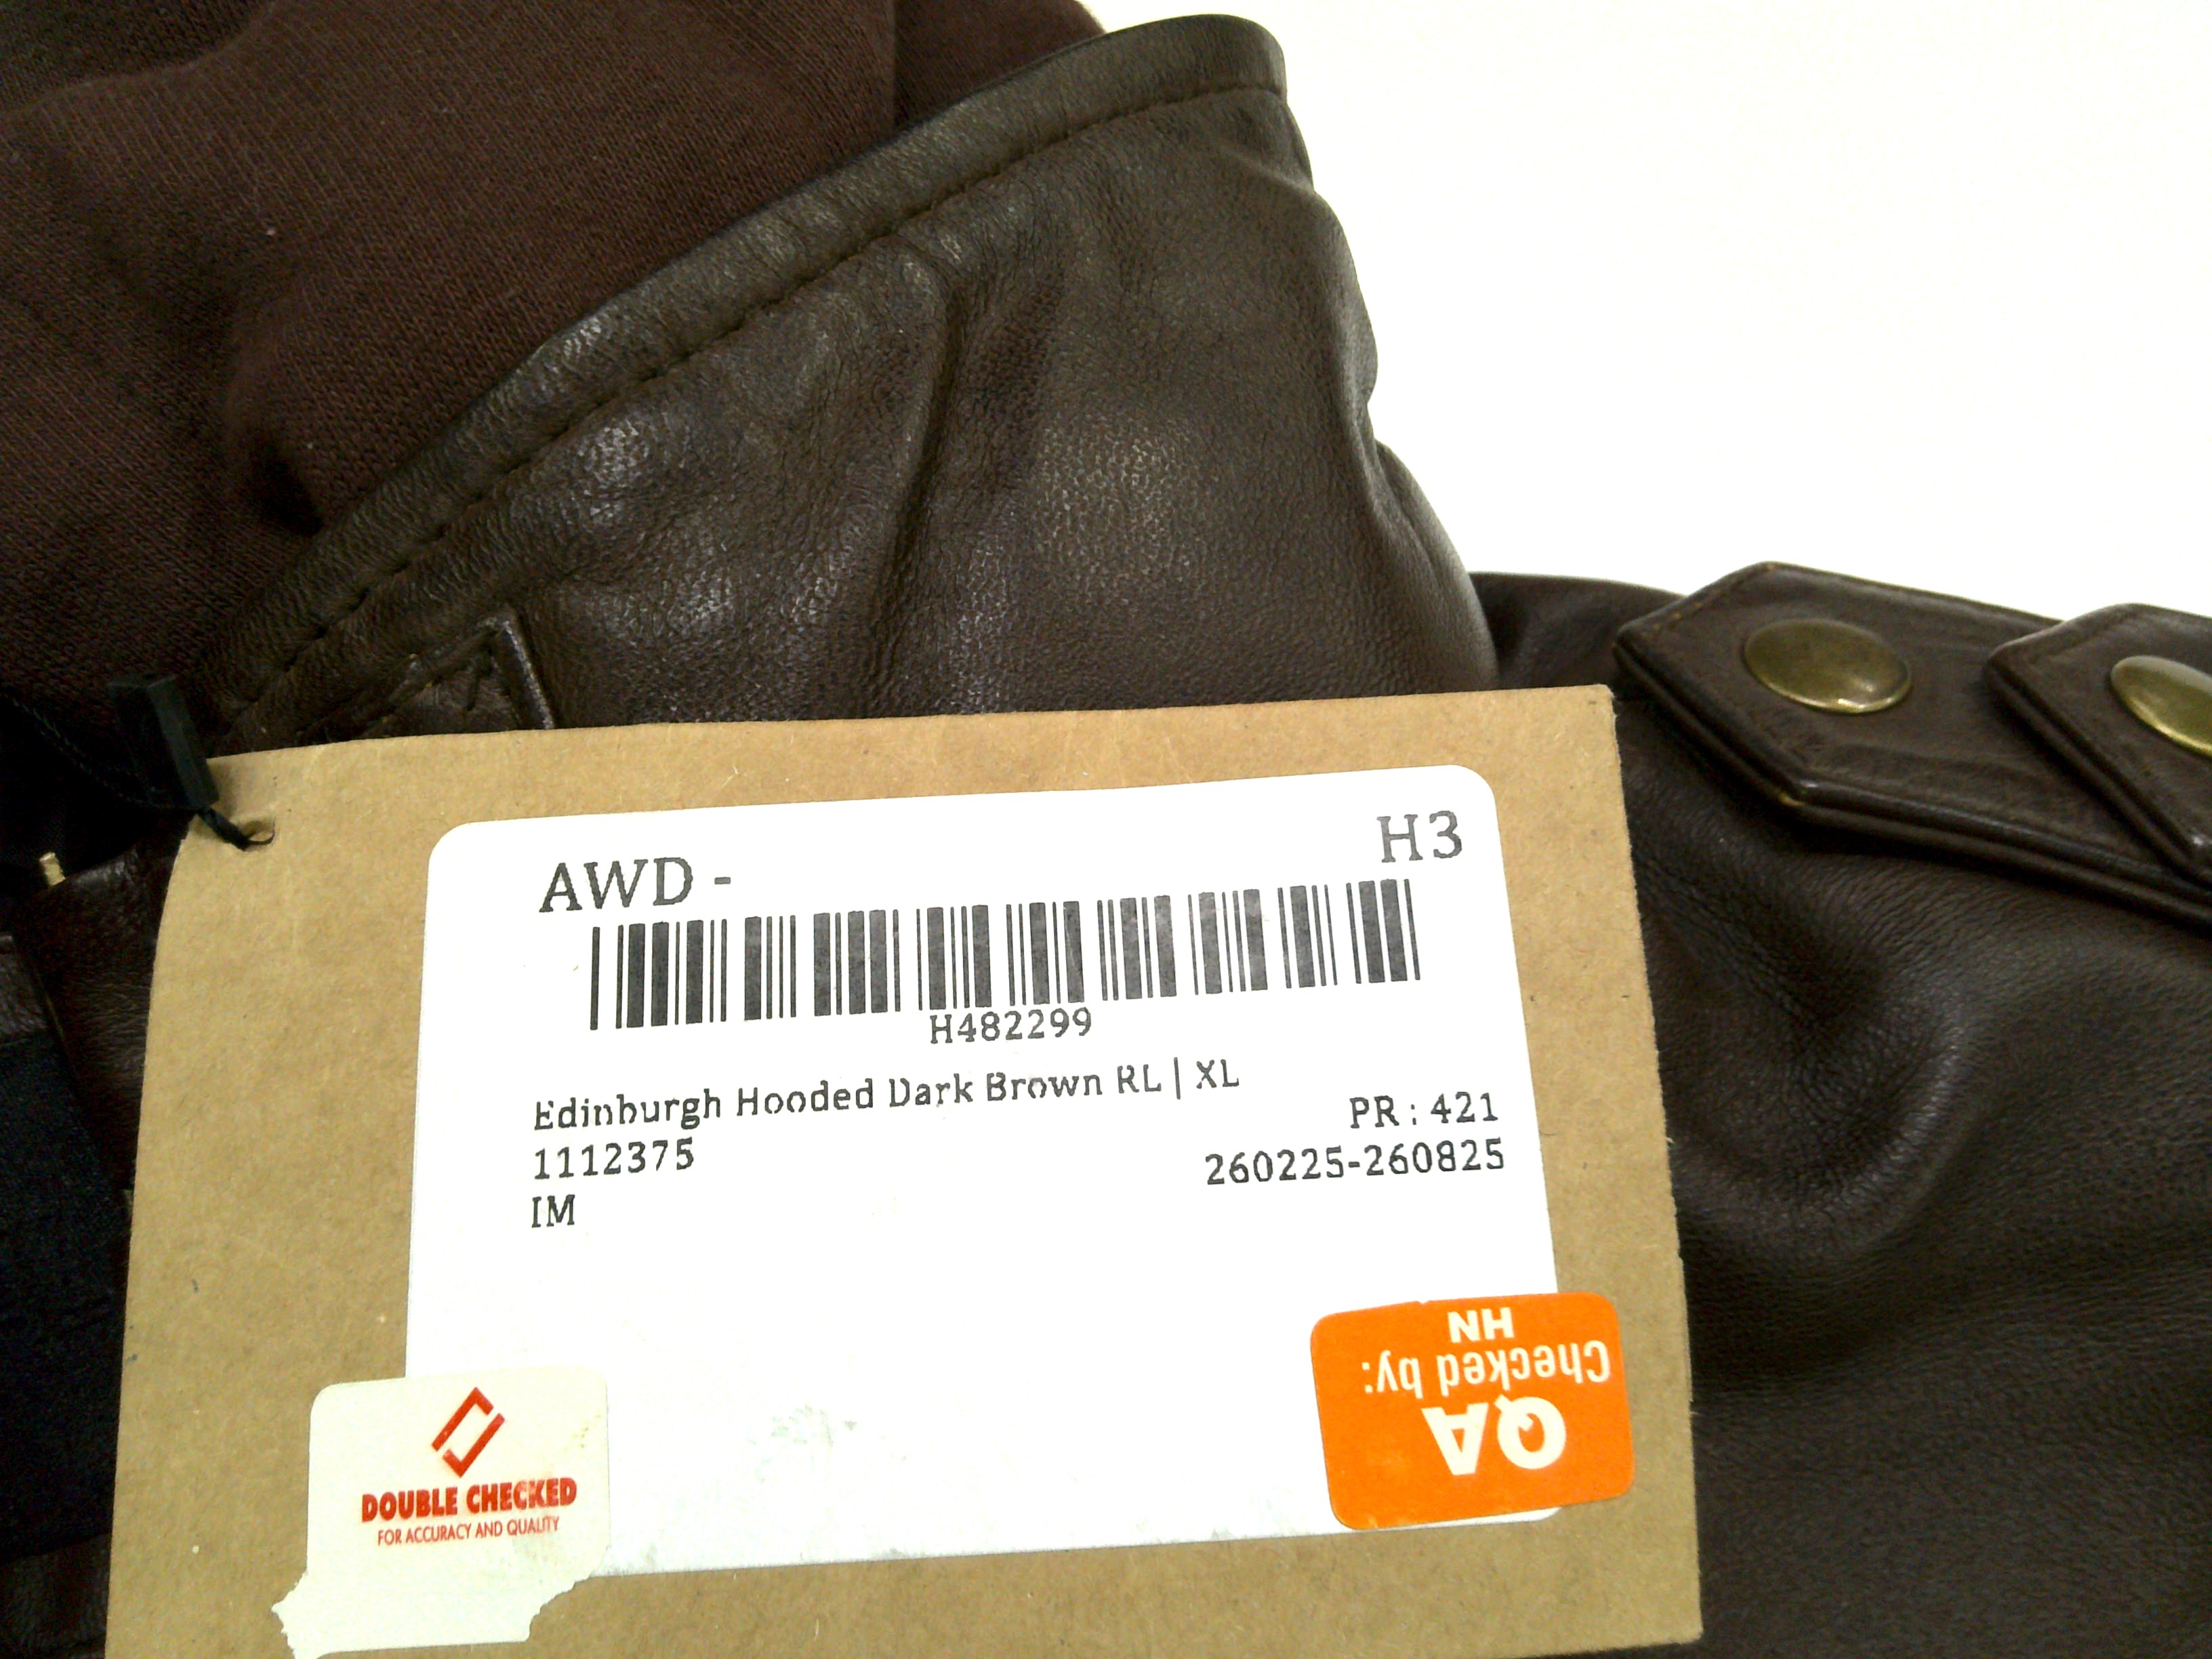 AWD -
H3
H482299
Edinburgh Hooded Dark Brown RL | XL
PR : 421
1112375
260225-260825
IM
QA
Checked by:
HN
DOUBLE CHECKED
FOR ACCURACY AND QUALITY